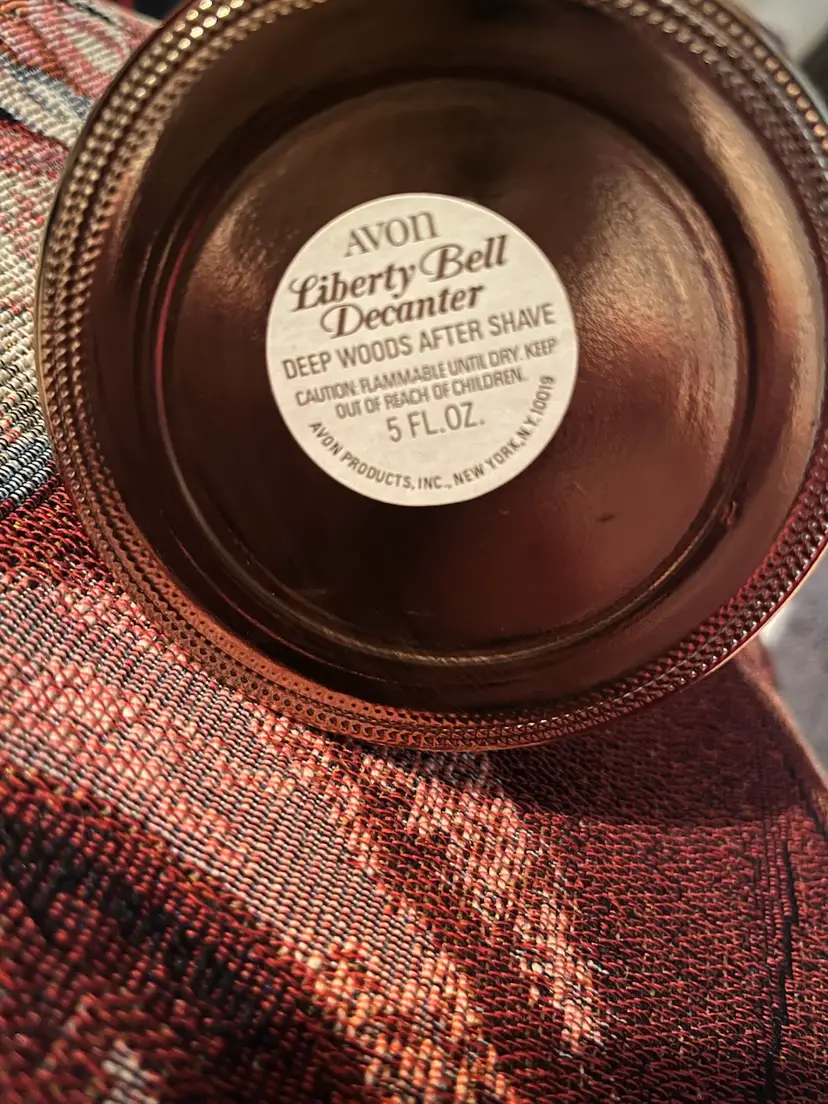 AVON
Liberty Bell
Decanter
DEEP WOODS AFTER SHAVE
CAUTION: FLAMMABLE UNTIL DRY. KEEP
OUT OF REACH OF CHILDREN.
5 FL.OZ.
AVON PRODUCTS, INC., NEW YORK, N.Y. 10019